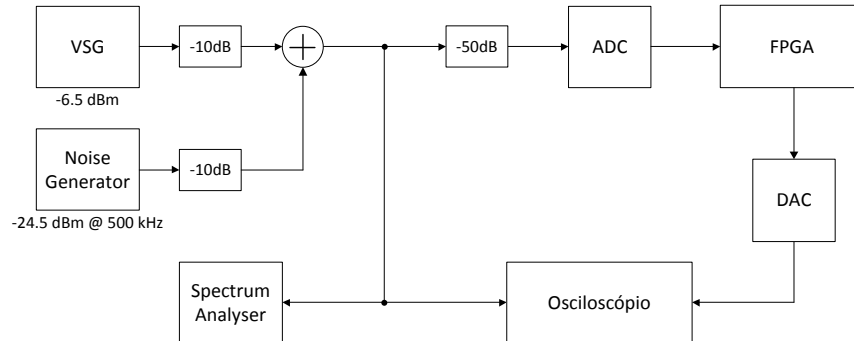 VSG
-10dB
-50dB
ADC
FPGA
-6.5 dBm
Noise
Generator
-10dB
-24.5 dBm @ 500 kHz
DAC
Spectrum
Analyser
Osciloscópio